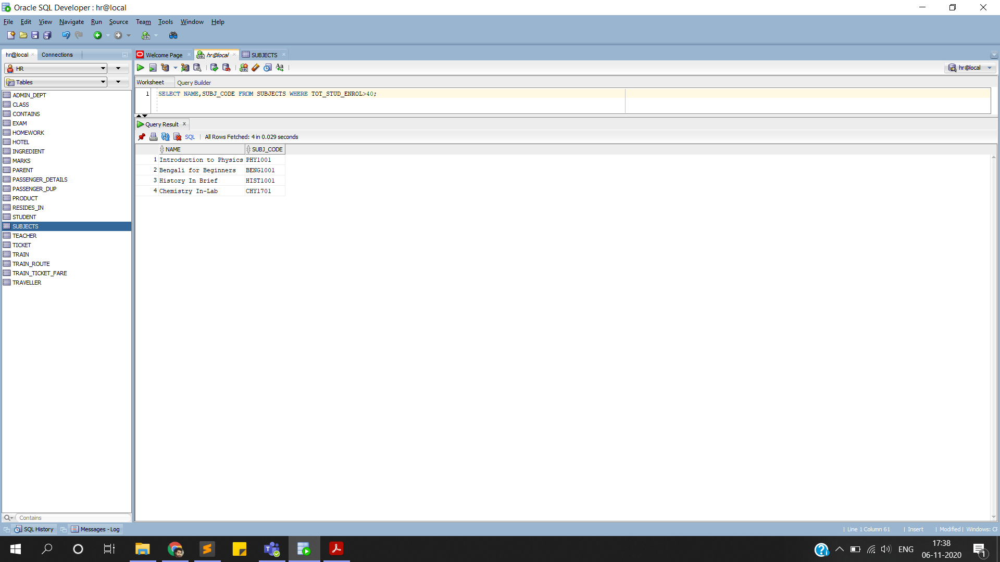 Oracle SQL Developer : hr@local
File Edit View Navigate Run Source Team Tools Window Help
hr@local Connections
Welcome Page hr@local SUBJECTS
HR
hr@local
Tables
Worksheet Query Builder
1 SELECT NAME,SUBJ_CODE FROM SUBJECTS WHERE TOT_STUD_ENROL>40;
ADMIN_DEPT
CLASS
CONTAINS
EXAM
HOMEWORK
HOTEL
INGREDIENT
MARKS
PARENT
PASSENGER_DETAILS
PASSENGER_DUP
PRODUCT
RESIDES_IN
STUDENT
SUBJECTS
TEACHER
TICKET
TRAIN
TRAIN_ROUTE
TRAIN_TICKET_FARE
TRAVELLER
Query Result
SQL | All Rows Fetched: 4 in 0.029 seconds
NAME SUBJ_CODE
1 Introduction to Physics PHY1001
2 Bengali for Beginners BENG1001
3 History In Brief HIST1001
4 Chemistry In-Lab CHY1701
Contains
SQL History Messages - Log
| Line 1 Column 61 | Insert | Modified | Windows: CF
ENG
17:38
06-11-2020
1